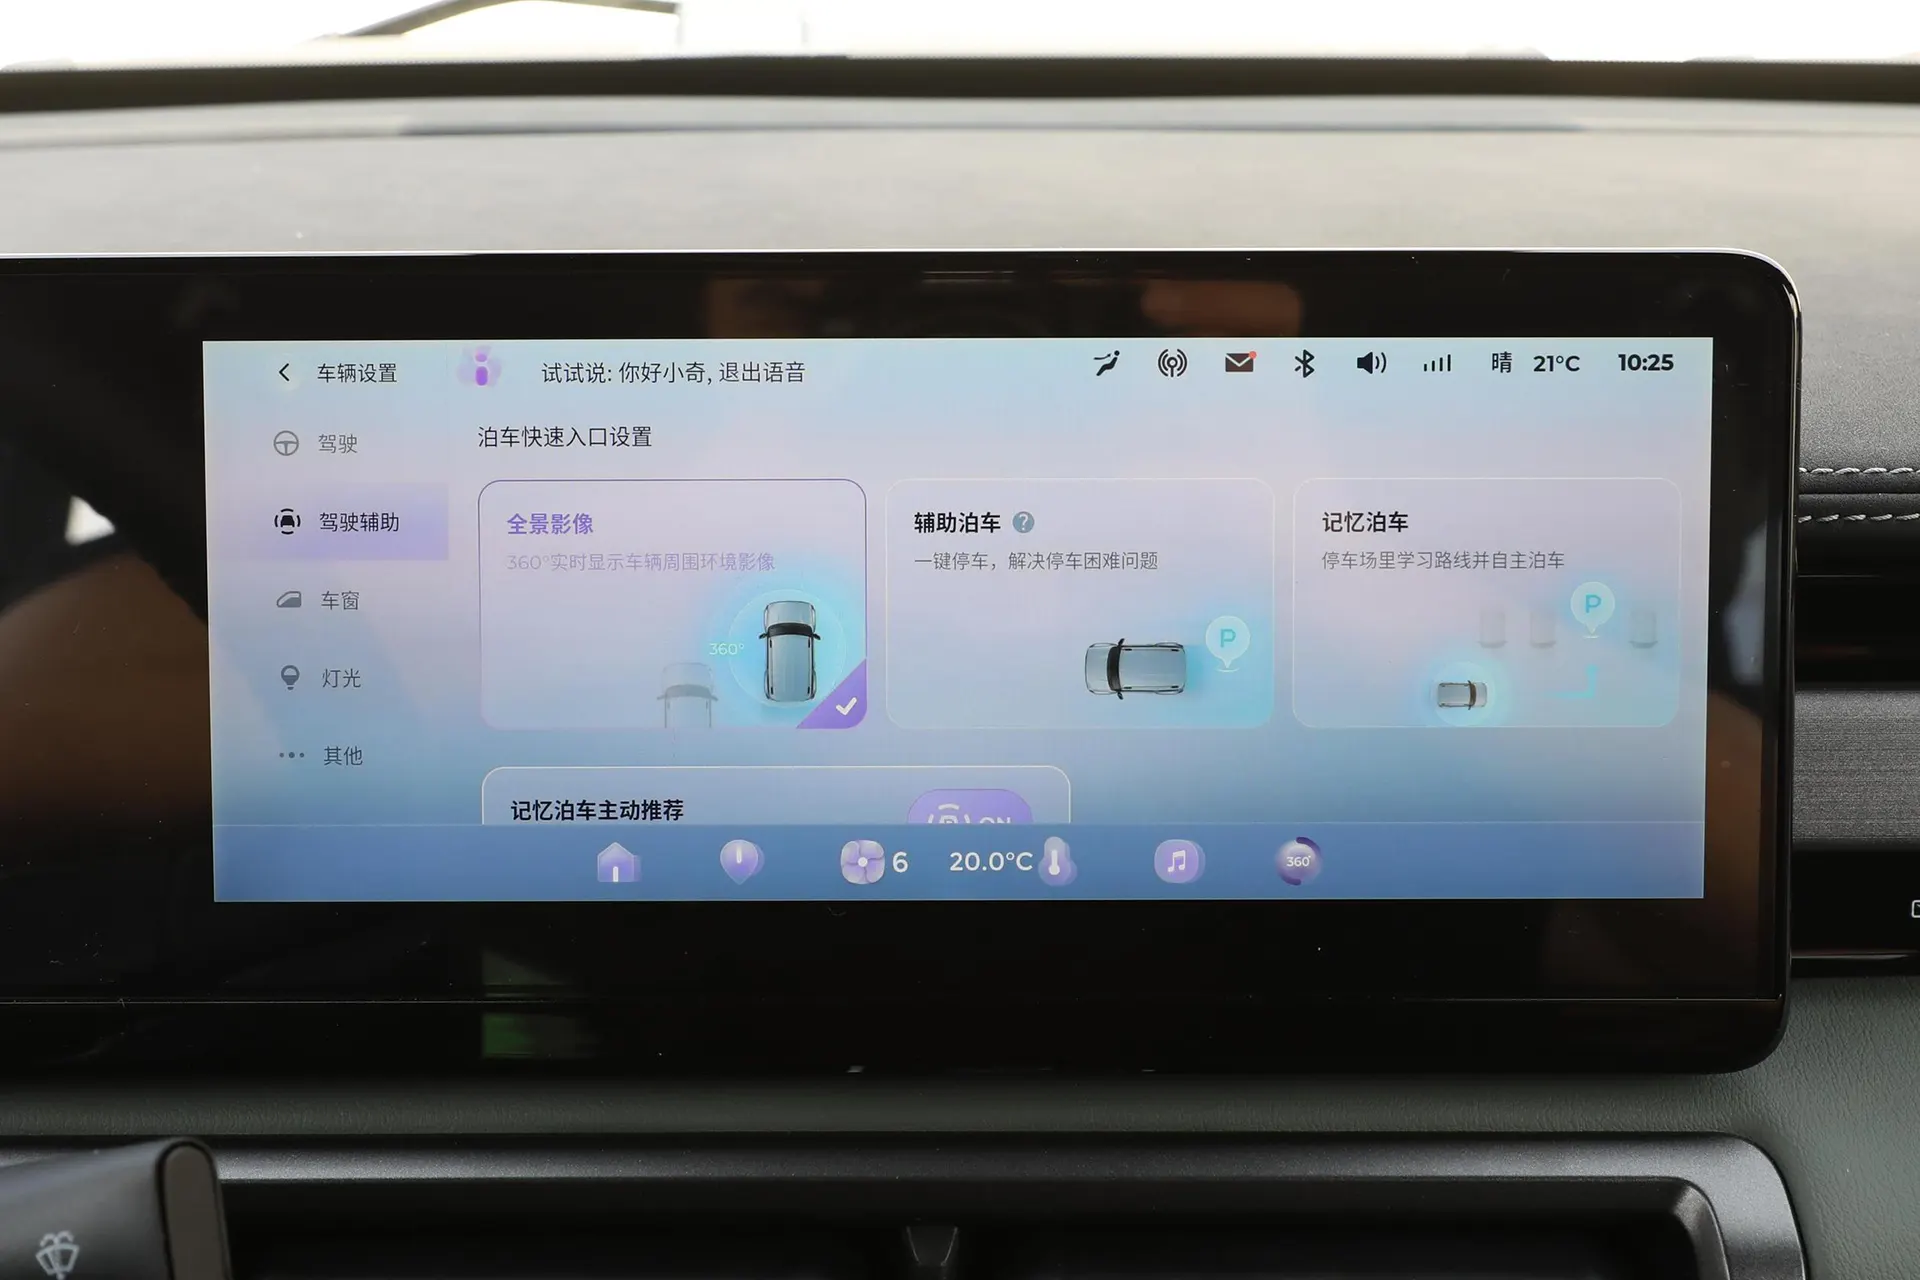 车辆设置
试试说: 你好小奇, 退出语音
晴 21°C 10:25
驾驶
驾驶辅助
车窗
灯光
其他
泊车快速入口设置
全景影像
360°实时显示车辆周围环境影像
360°
辅助泊车 ?
一键停车，解决停车困难问题
P
记忆泊车
停车场里学习路线并自主泊车
P
记忆泊车主动推荐
ON
6
20.0°C
360°